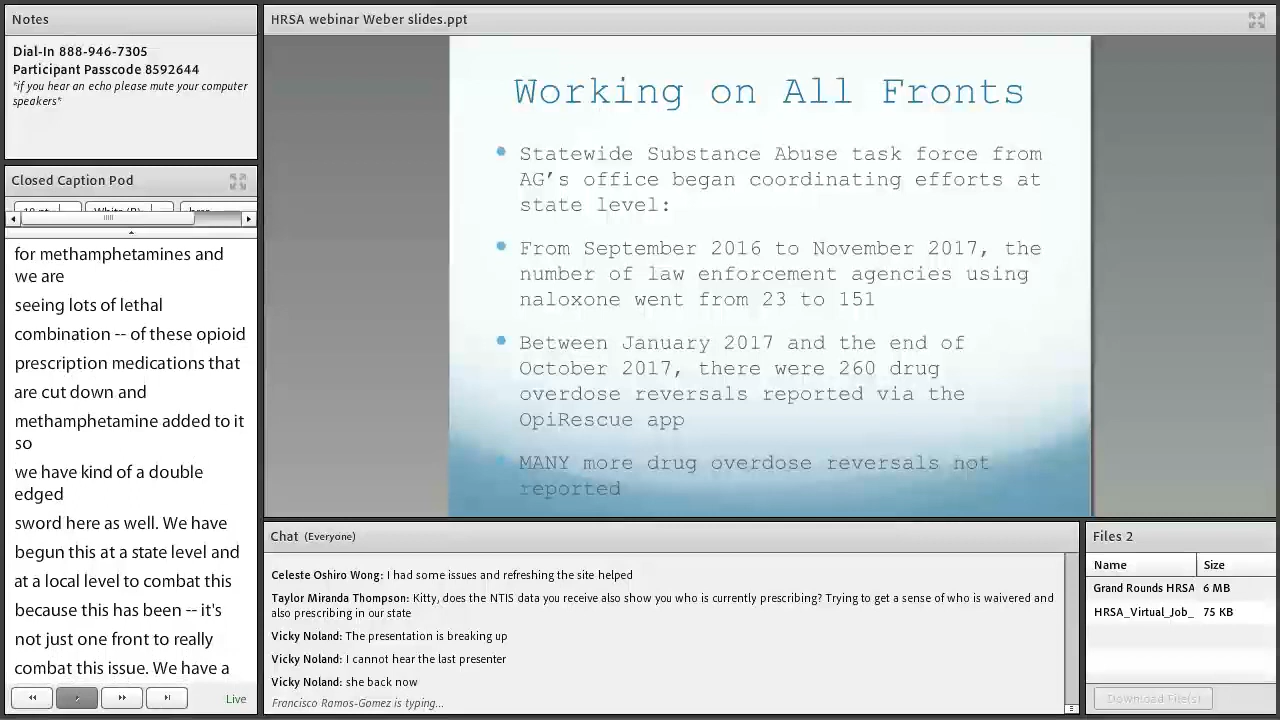 Notes
Dial-In 888-946-7305
Participant Passcode 8592644
*if you hear an echo please mute your computer
speakers*
Closed Caption Pod
for methamphetamines and
we are
seeing lots of lethal
combination -- of these opioid
prescription medications that
are cut down and
methamphetamine added to it
so
we have kind of a double
edged
sword here as well. We have
begun this at a state level and
at a local level to combat this
because this has been -- it's
not just one front to really
combat this issue. We have a
Live
HRSA webinar Weber slides.ppt
Working on All Fronts
• Statewide Substance Abuse task force from
AG's office began coordinating efforts at
state level:
• From September 2016 to November 2017, the
number of law enforcement agencies using
naloxone went from 23 to 151
• Between January 2017 and the end of
October 2017, there were 260 drug
overdose reversals reported via the
OpiRescue app
• MANY more drug overdose reversals not
reported
Chat (Everyone)
Celeste Oshiro Wong: I had some issues and refreshing the site helped
Taylor Miranda Thompson: Kitty, does the NTIS data you receive also show you who is currently prescribing? Trying to get a sense of who is waivered and
also prescribing in our state
Vicky Noland: The presentation is breaking up
Vicky Noland: I cannot hear the last presenter
Vicky Noland: she back now
Francisco Ramos-Gomez is typing...
Files 2
Name Size
Grand Rounds HRSA 6 MB
HRSA_Virtual_Job_ 75 KB
Download File(s)